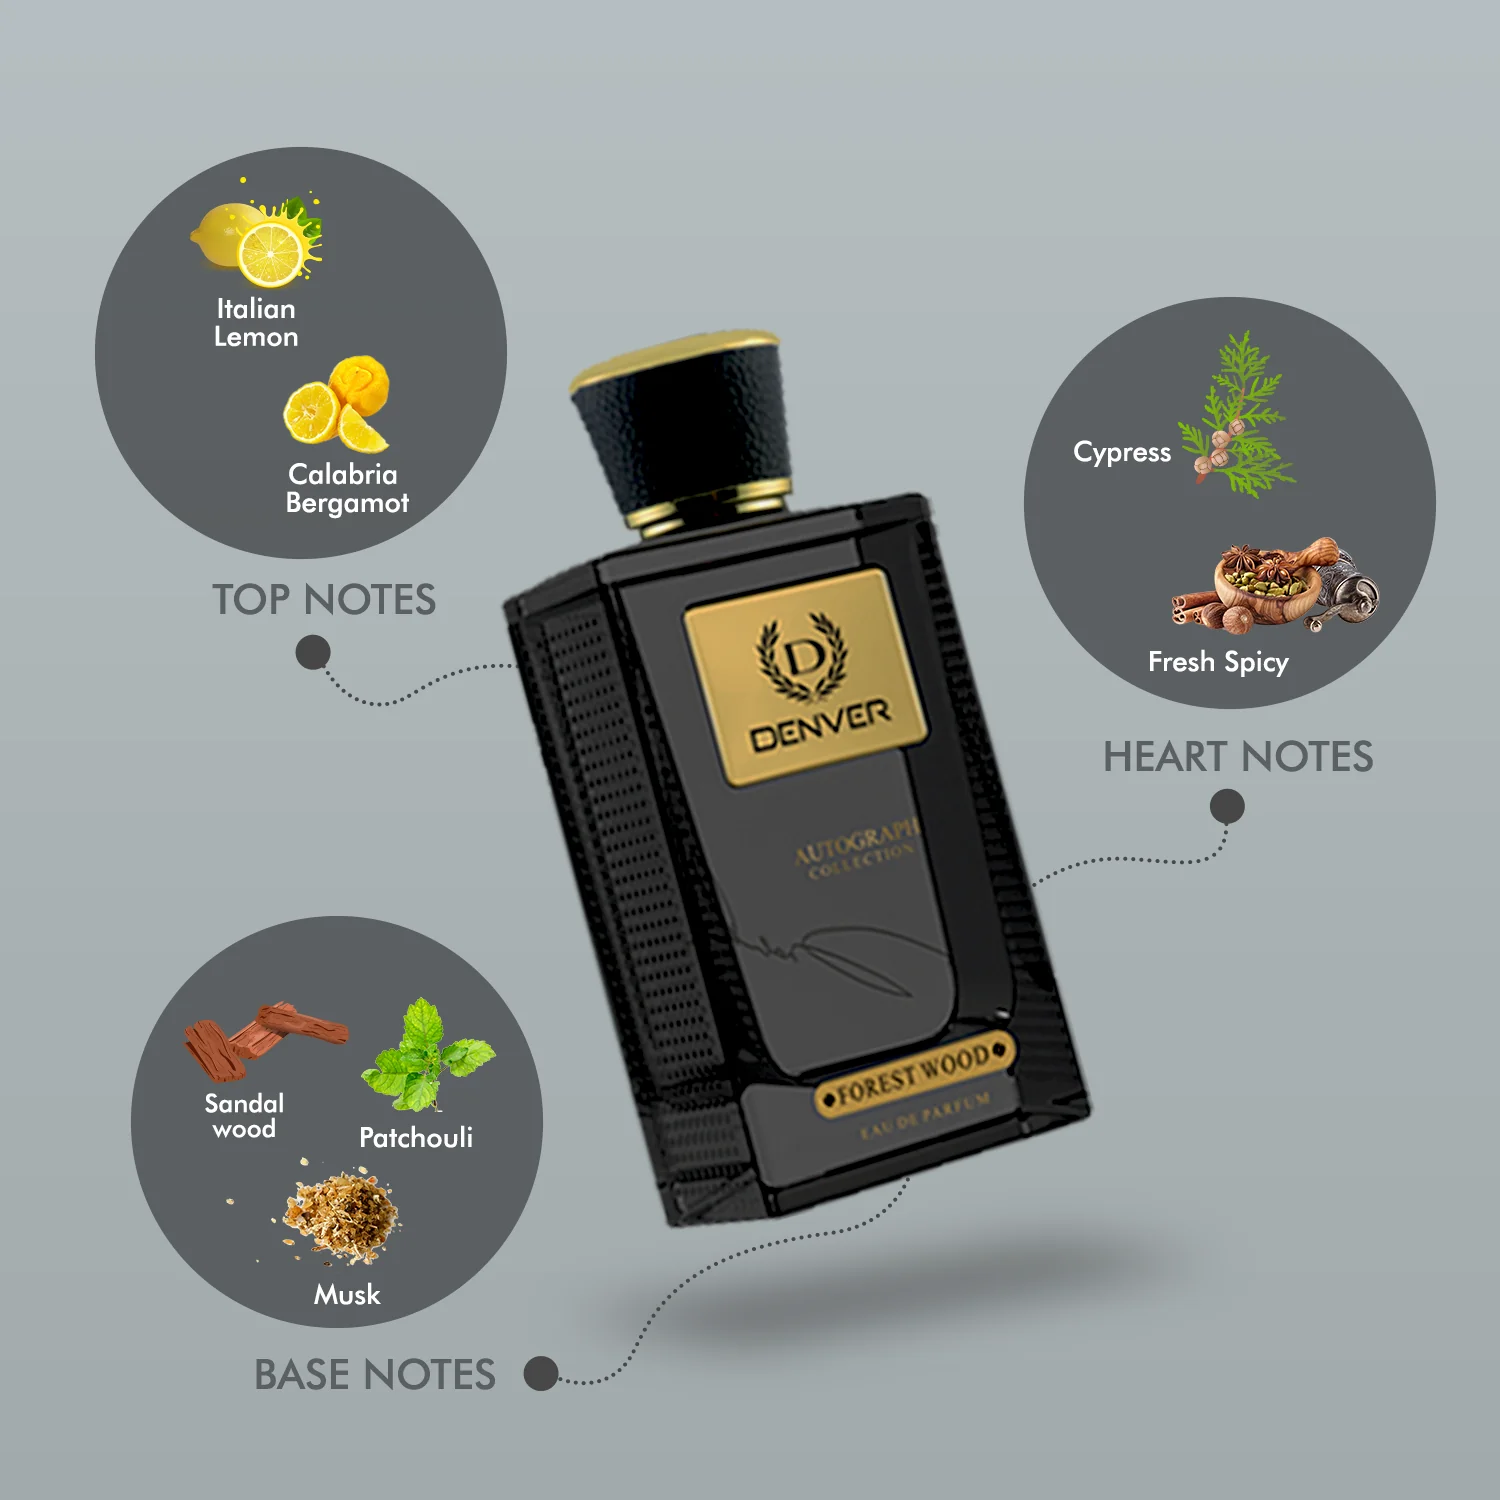 Italian
Lemon
Calabria
Bergamot
TOP NOTES
Cypress
Fresh Spicy
HEART NOTES
D
DENVER
AUTOGRAPH
COLLECTION
FOREST WOOD
EAU DE PARFUM
Sandal
wood
Patchouli
Musk
BASE NOTES